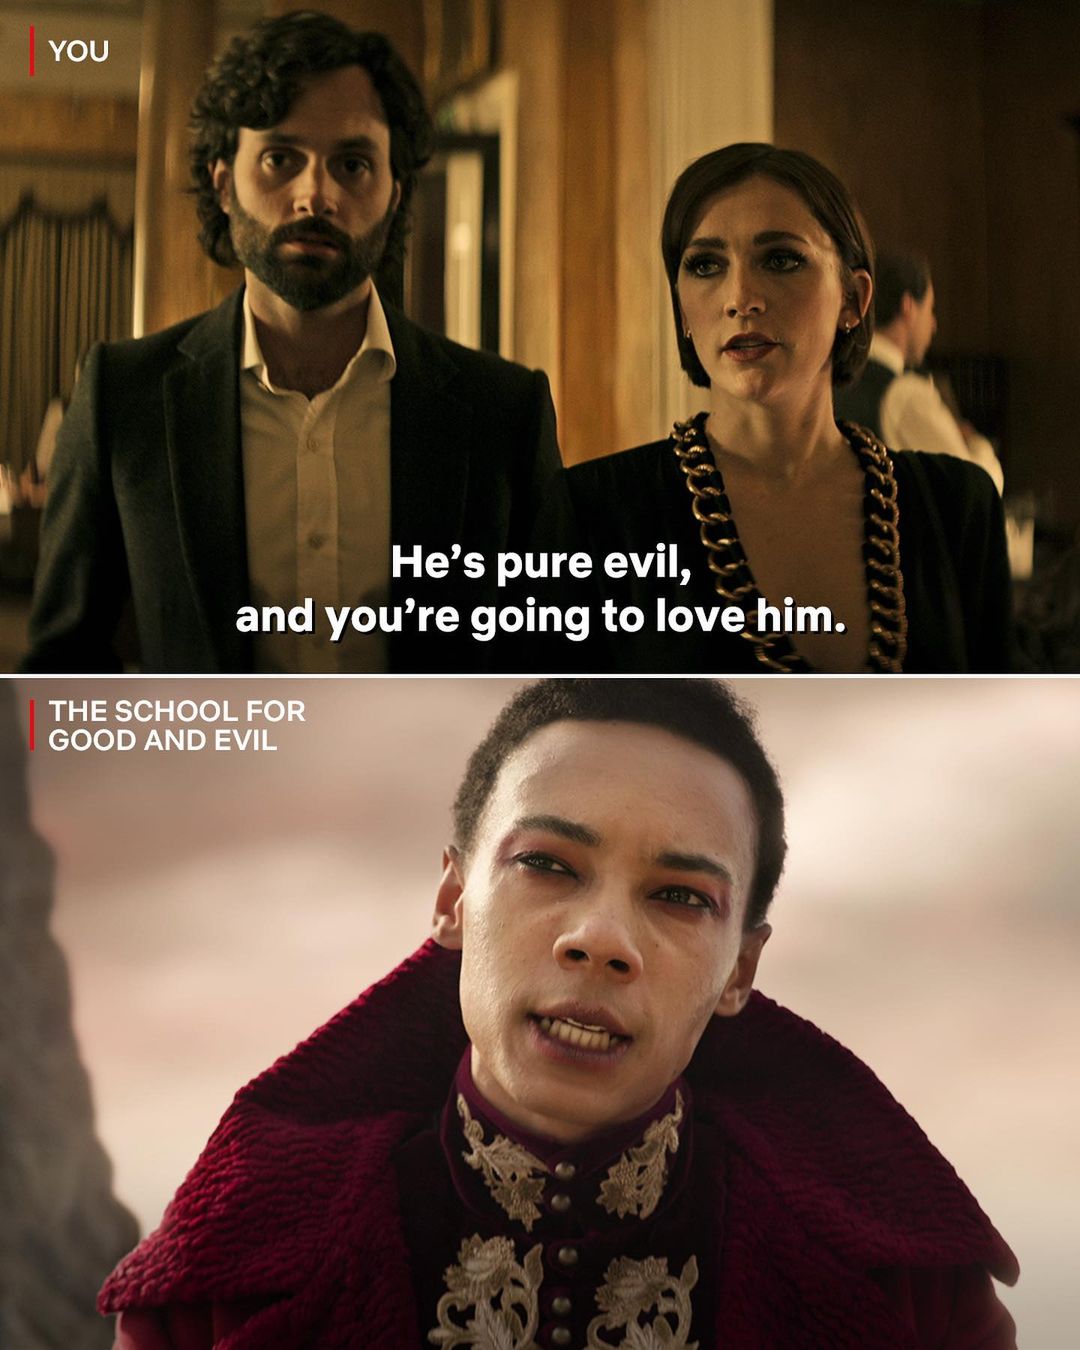 YOU
He’s pure evil,
and you’re going to love him.
THE SCHOOL FOR
GOOD AND EVIL